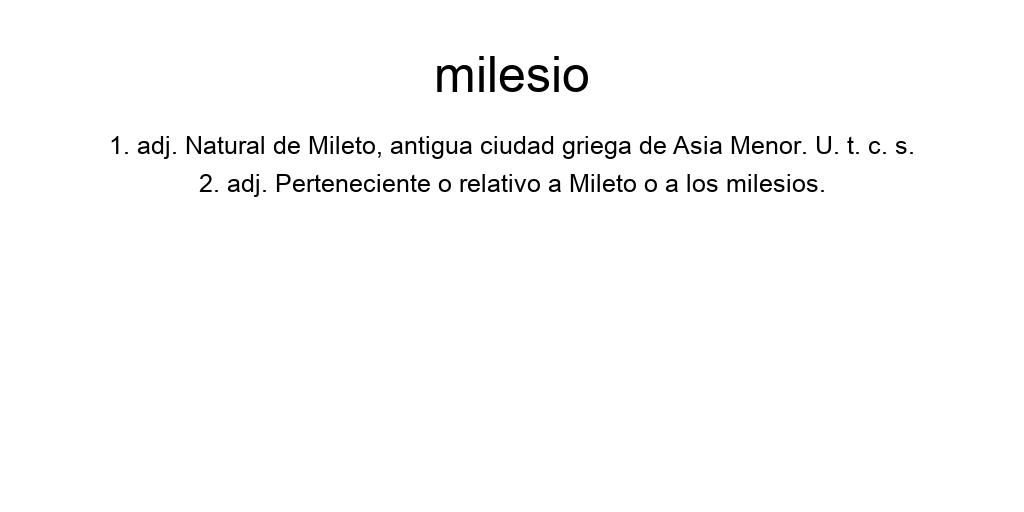 milesio
1. adj. Natural de Mileto, antigua ciudad griega de Asia Menor. U. t. c. s.
2. adj. Perteneciente o relativo a Mileto o a los milesios.